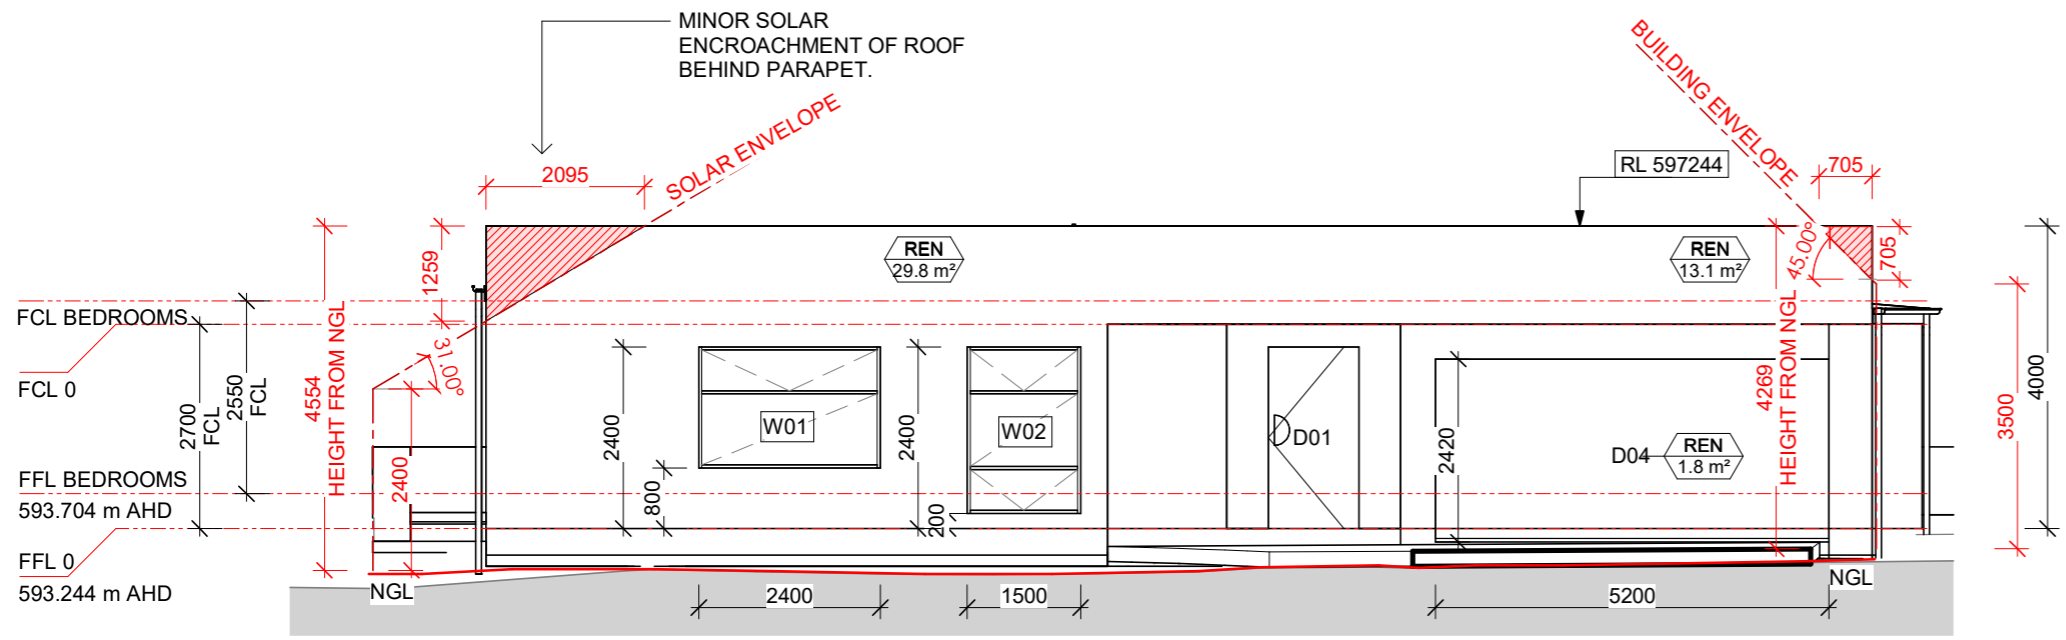 MINOR SOLAR
ENCROACHMENT OF ROOF
BEHIND PARAPET.
SOLAR ENVELOPE
BUILDING ENVELOPE
2095
705
RL 597244
REN
29.8 m²
REN
13.1 m²
45.00°
705
1259
FCL BEDROOMS
FCL 0
31.00°
4554
HEIGHT FROM NGL
2550
FCL
2700
FCL
2400
2400
W01
800
2400
W02
200
D01
2420
D04
REN
1.8 m²
4269
HEIGHT FROM NGL
3500
4000
FFL BEDROOMS
593.704 m AHD
FFL 0
593.244 m AHD
NGL
2400
1500
5200
NGL